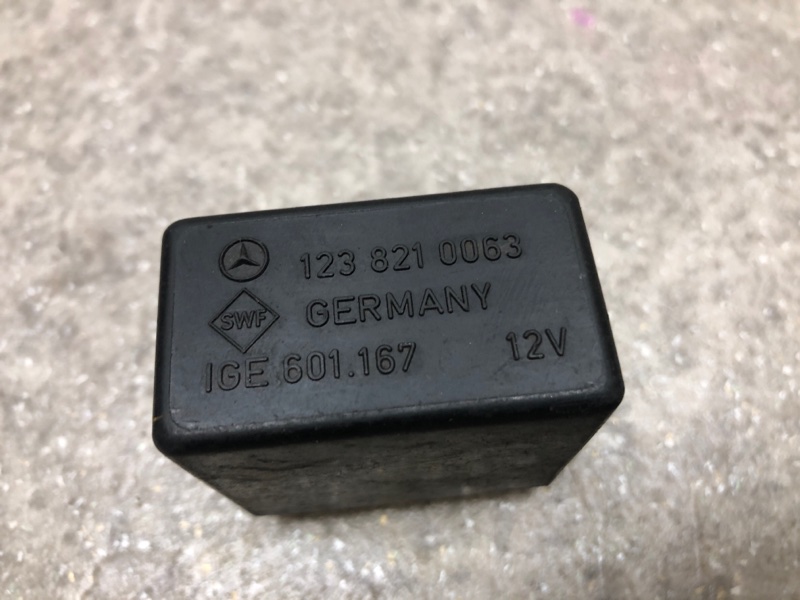 123 821 0063
SWF GERMANY
IGE 601.167 12V